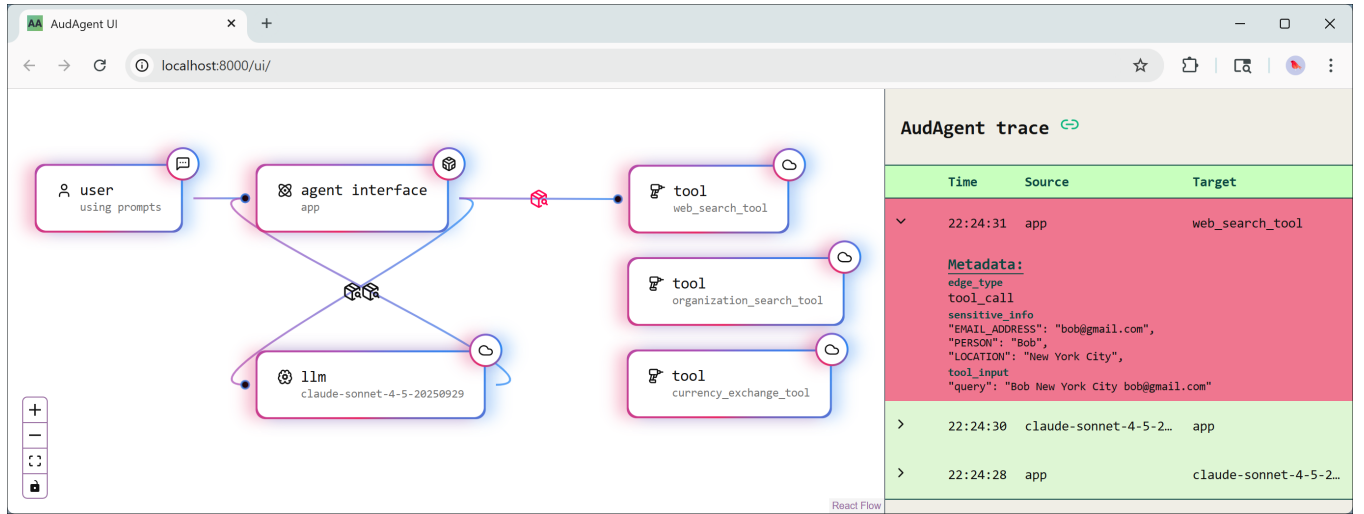 AA AudAgent UI
localhost:8000/ui/
user
using prompts
agent interface
app
tool
web_search_tool
tool
organization_search_tool
llm
claude-sonnet-4-5-20250929
tool
currency_exchange_tool
React Flow
AudAgent trace
Time Source Target
22:24:31 app web_search_tool
Metadata:
edge_type
tool_call
sensitive_info
"EMAIL_ADDRESS": "bob@gmail.com",
"PERSON": "Bob",
"LOCATION": "New York City",
tool_input
"query": "Bob New York City bob@gmail.com"
22:24:30 claude-sonnet-4-5-2… app
22:24:28 app claude-sonnet-4-5-2…